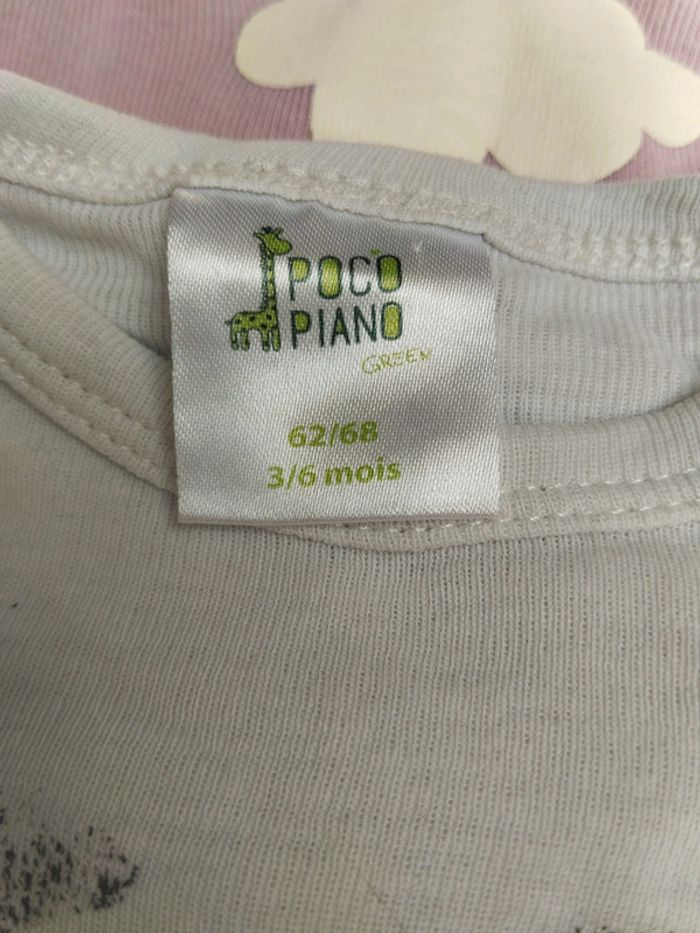 POCO
PIANO
GREEN
62/68
3/6 mois